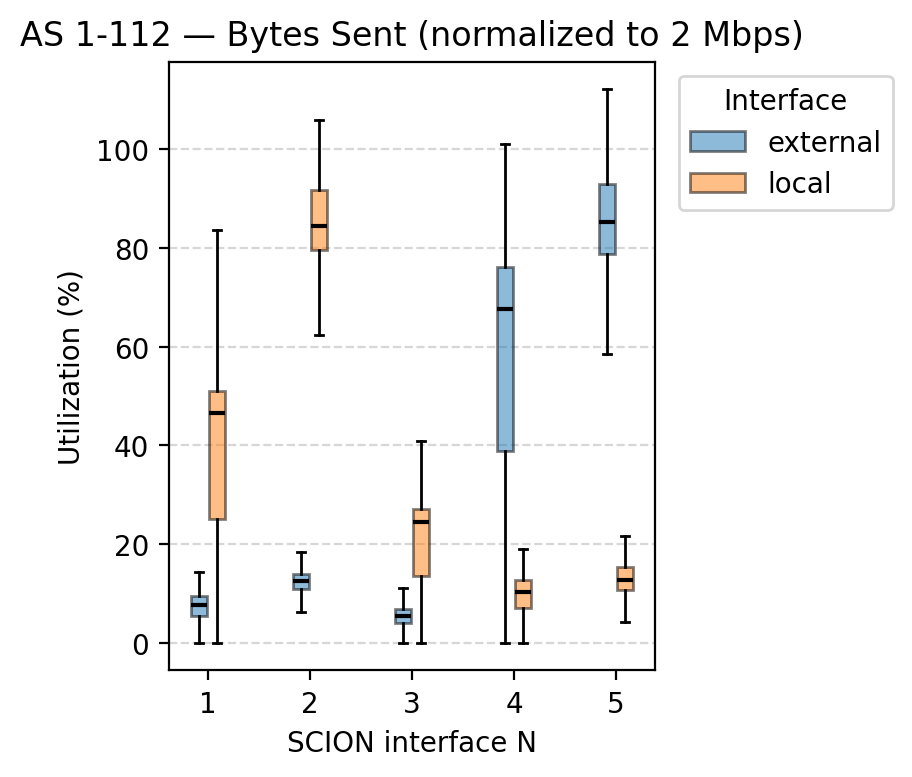 AS 1-112 — Bytes Sent (normalized to 2 Mbps)
Interface
external
local
Utilization (%)
100
80
60
40
20
0
1 2 3 4 5
SCION interface N